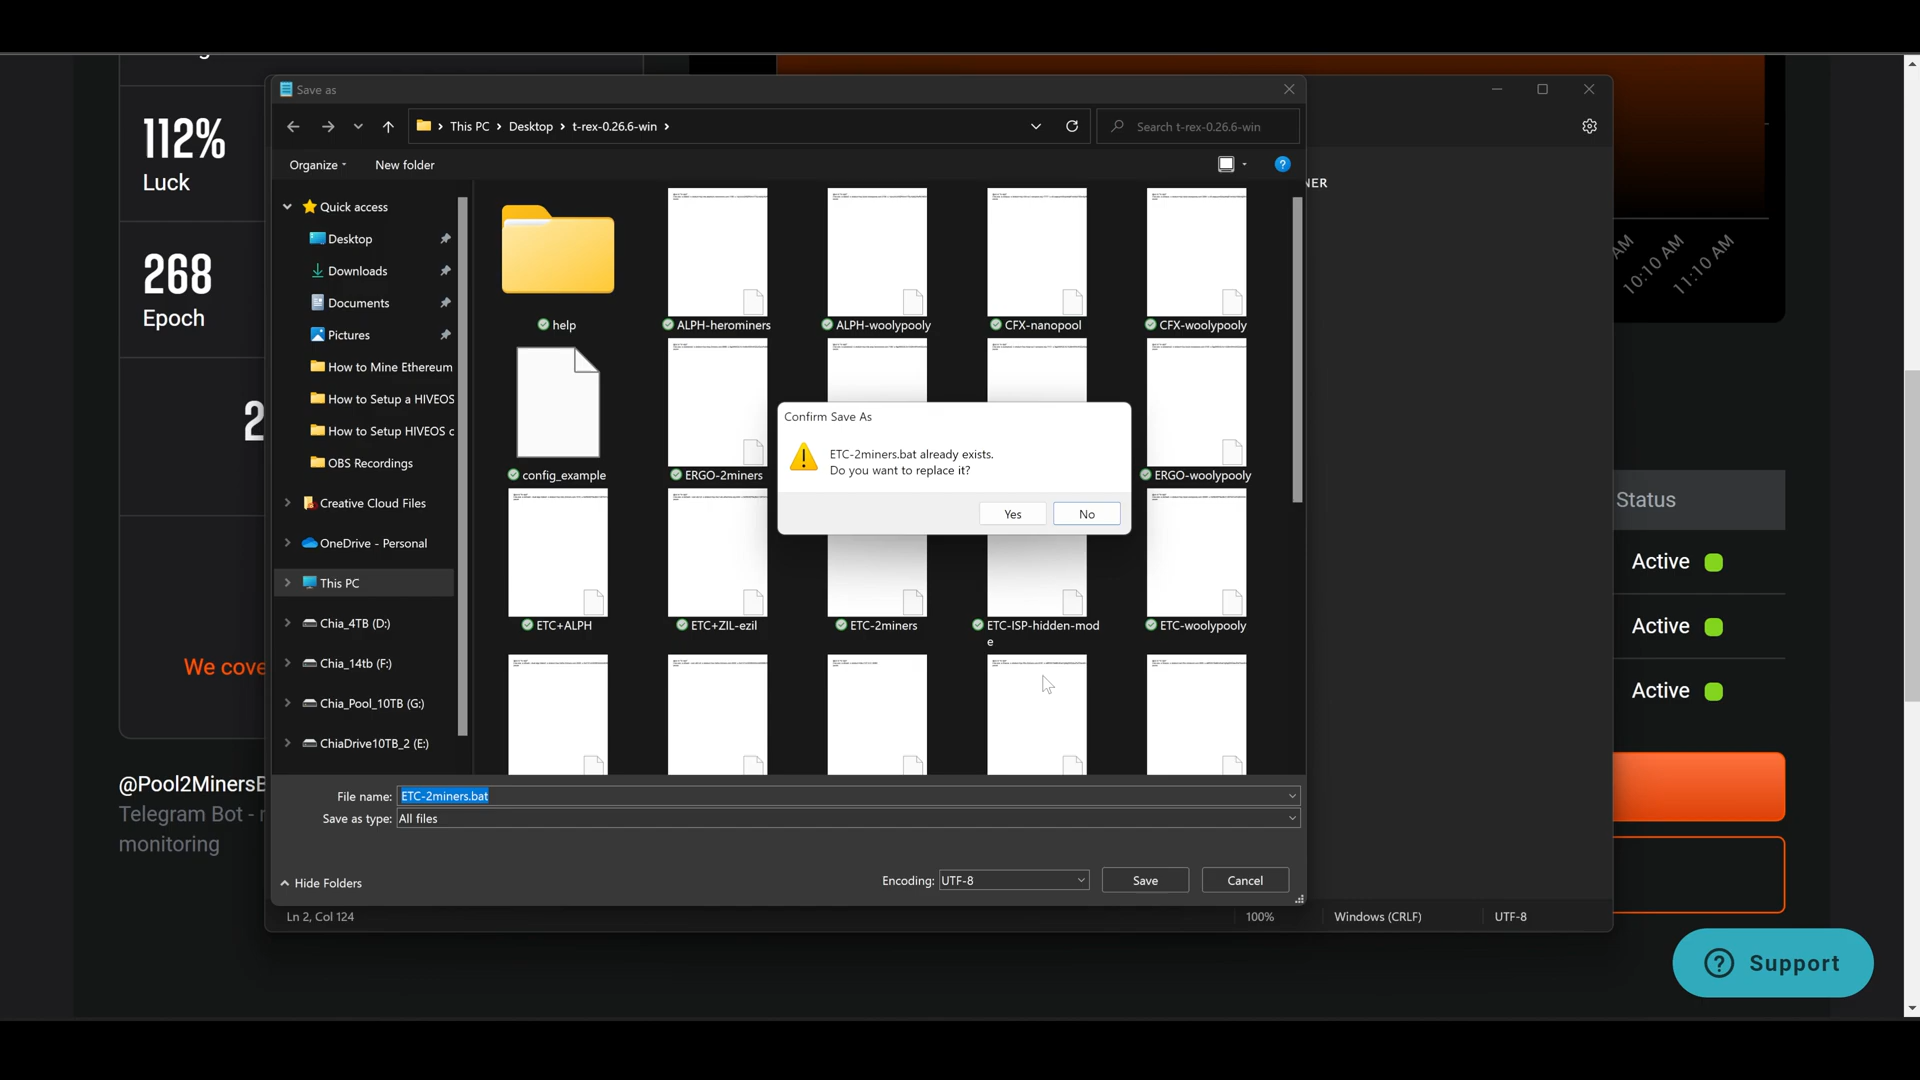 Save as
This PC > Desktop > t-rex-0.26.6-win >
Search t-rex-0.26.6-win
Organize
New folder
NER
112%
Luck
268
Epoch
2
We cove
@Pool2MinersB
Telegram Bot - r
monitoring
Quick access
Desktop
Downloads
Documents
Pictures
How to Mine Ethereum
How to Setup a HIVEOS
How to Setup HIVEOS c
OBS Recordings
Creative Cloud Files
OneDrive - Personal
This PC
Chia_4TB (D:)
Chia_14tb (F:)
Chia_Pool_10TB (G:)
ChiaDrive10TB_2 (E:)
help
ALPH-herominers
ALPH-woolypooly
CFX-nanopool
CFX-woolypooly
config_example
ERGO-2miners
ERGO-woolypooly
ETC+ALPH
ETC+ZIL-ezil
ETC-2miners
ETC-ISP-hidden-mod
e
ETC-woolypooly
Confirm Save As
ETC-2miners.bat already exists.
Do you want to replace it?
Yes
No
File name: ETC-2miners.bat
Save as type: All files
Hide Folders
Encoding: UTF-8
Save
Cancel
Ln 2, Col 124
100%
Windows (CRLF)
UTF-8
AM
10:10 AM
11:10 AM
Status
Active
Active
Active
Support